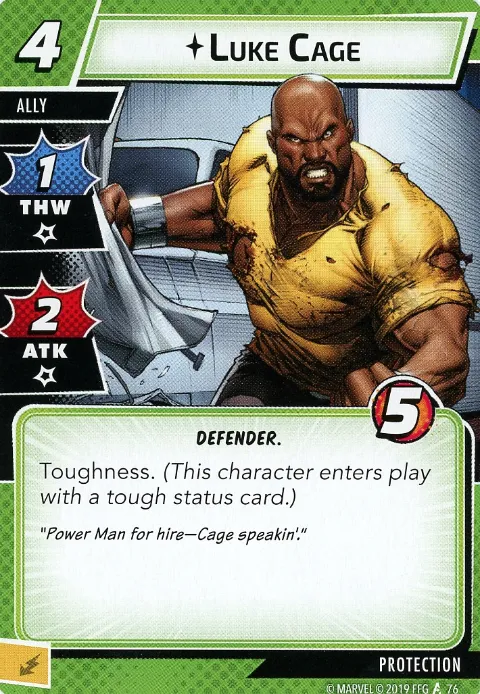 4
Luke Cage
ALLY
1
THW
2
ATK
5
DEFENDER.
Toughness. (This character enters play
with a tough status card.)
"Power Man for hire—Cage speakin'."
PROTECTION
© MARVEL © 2019 FFG 76